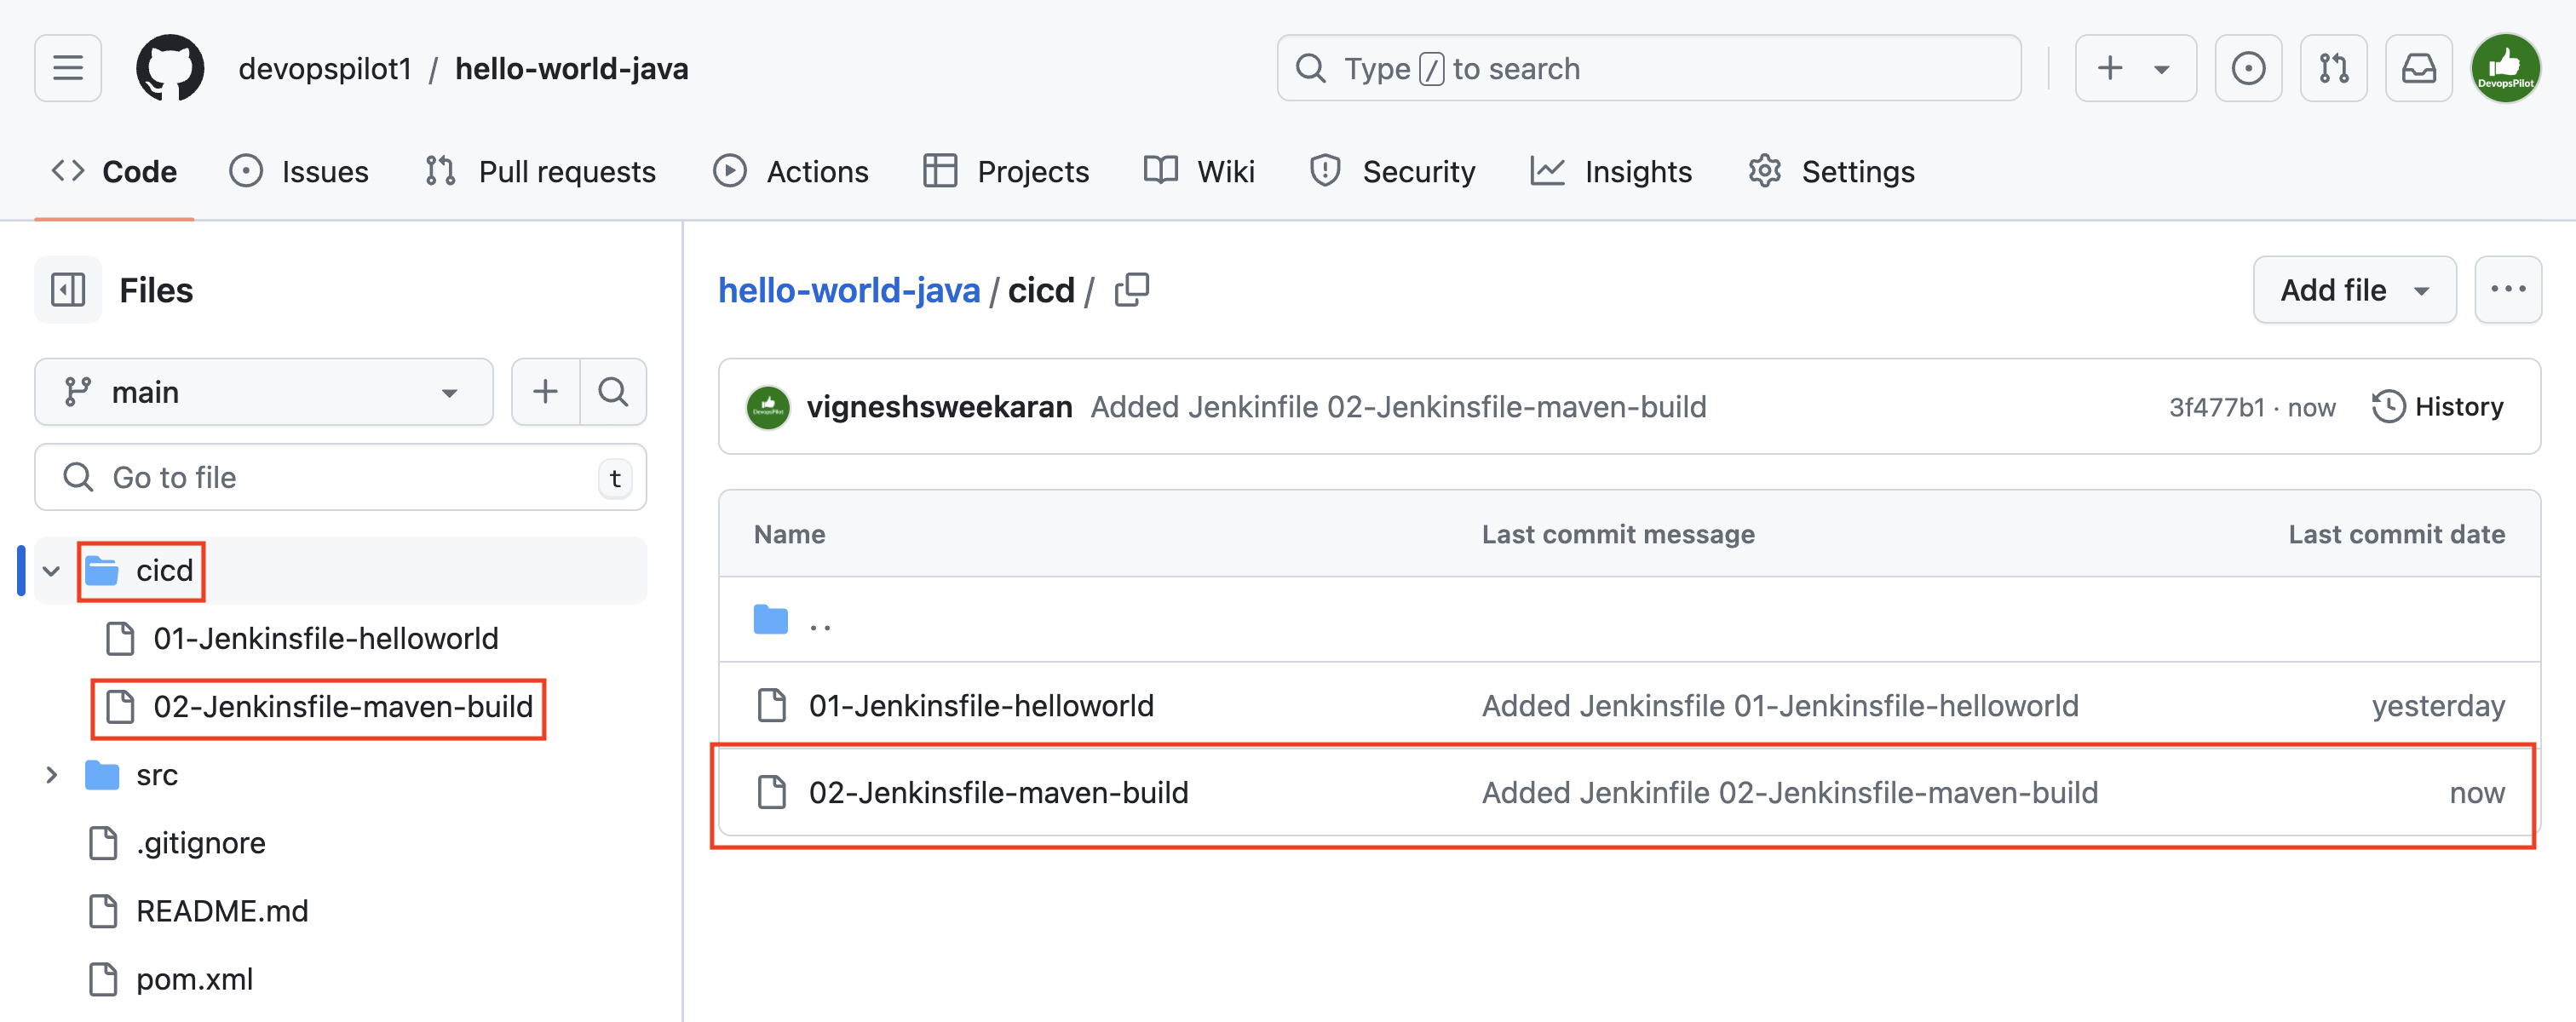 devopspilot1 / hello-world-java
Type / to search
DevopsPilot
Code Issues Pull requests Actions Projects Wiki Security Insights Settings
Files
main
Go to file t
cicd
01-Jenkinsfile-helloworld
02-Jenkinsfile-maven-build
src
.gitignore
README.md
pom.xml
hello-world-java / cicd /
Add file
vigneshsweekaran Added Jenkinfile 02-Jenkinsfile-maven-build 3f477b1 · now History
Name Last commit message Last commit date
..
01-Jenkinsfile-helloworld Added Jenkinsfile 01-Jenkinsfile-helloworld yesterday
02-Jenkinsfile-maven-build Added Jenkinfile 02-Jenkinsfile-maven-build now